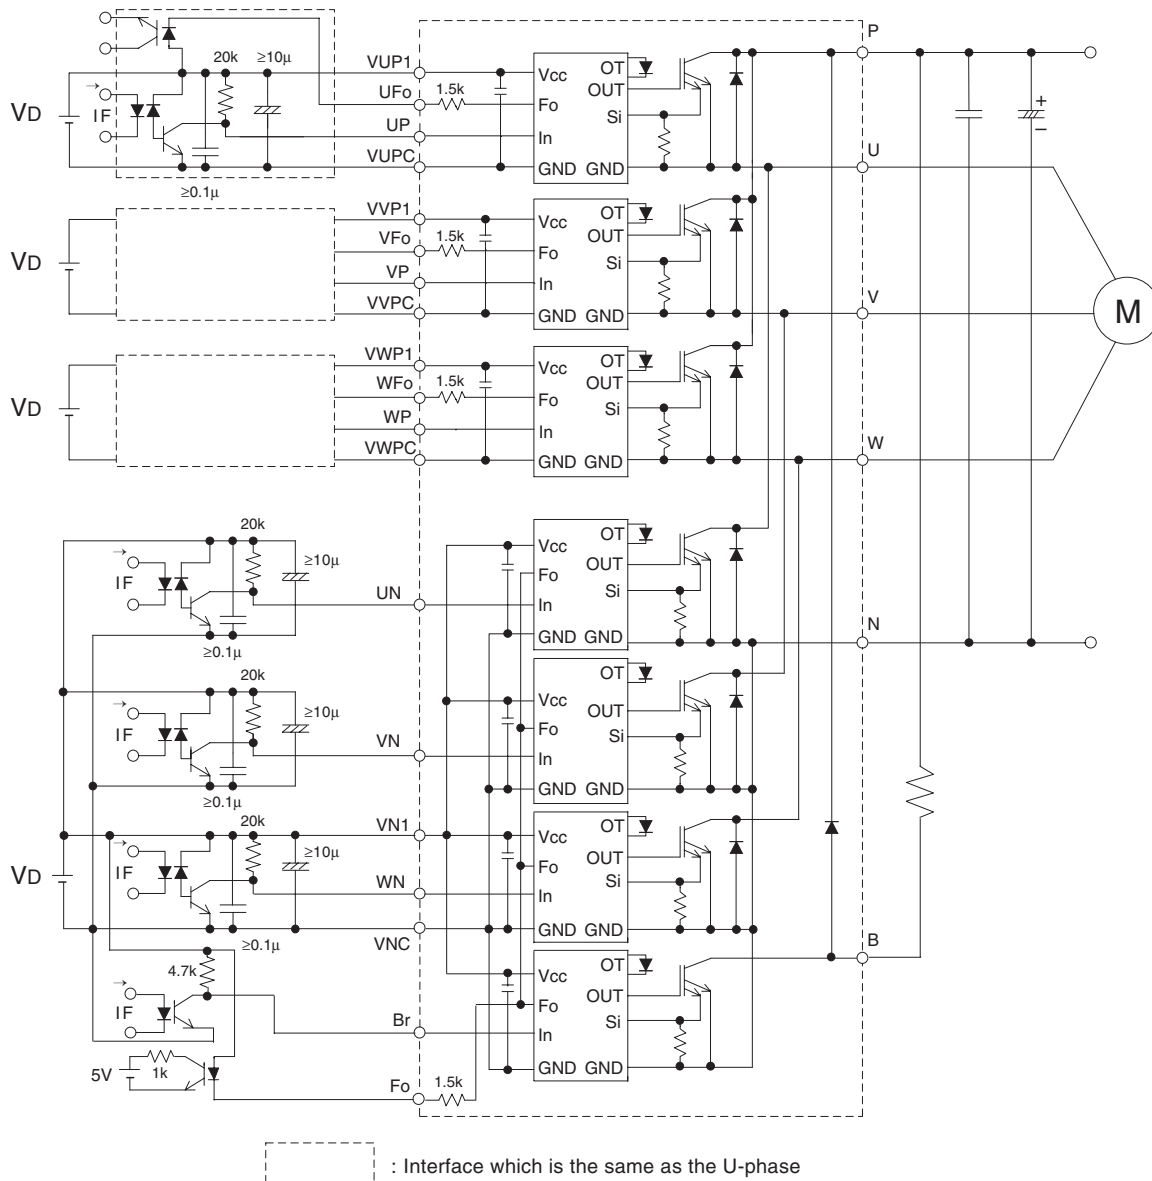 P
20k ≥10µ
VUP1 Vcc OT
UFo 1.5k Fo OUT
VD IF UP In Si
VUPC GND GND U
≥0.1µ
+
−
VVP1 Vcc OT
VFo 1.5k Fo OUT
VD VP In Si
VVPC GND GND V
M
VWP1 Vcc OT
WFo 1.5k Fo OUT
VD WP In Si
VWPC GND GND W
20k
≥10µ Vcc OT
IF Fo OUT
UN In Si
≥0.1µ GND GND N
20k
≥10µ Vcc OT
IF Fo OUT
VN In Si
≥0.1µ GND GND
20k
VN1 Vcc OT
≥10µ
VD IF Fo OUT
WN In Si
≥0.1µ VNC GND GND B
4.7k Vcc OT
IF Fo OUT
Br In Si
5V 1k GND GND
Fo 1.5k
: Interface which is the same as the U-phase